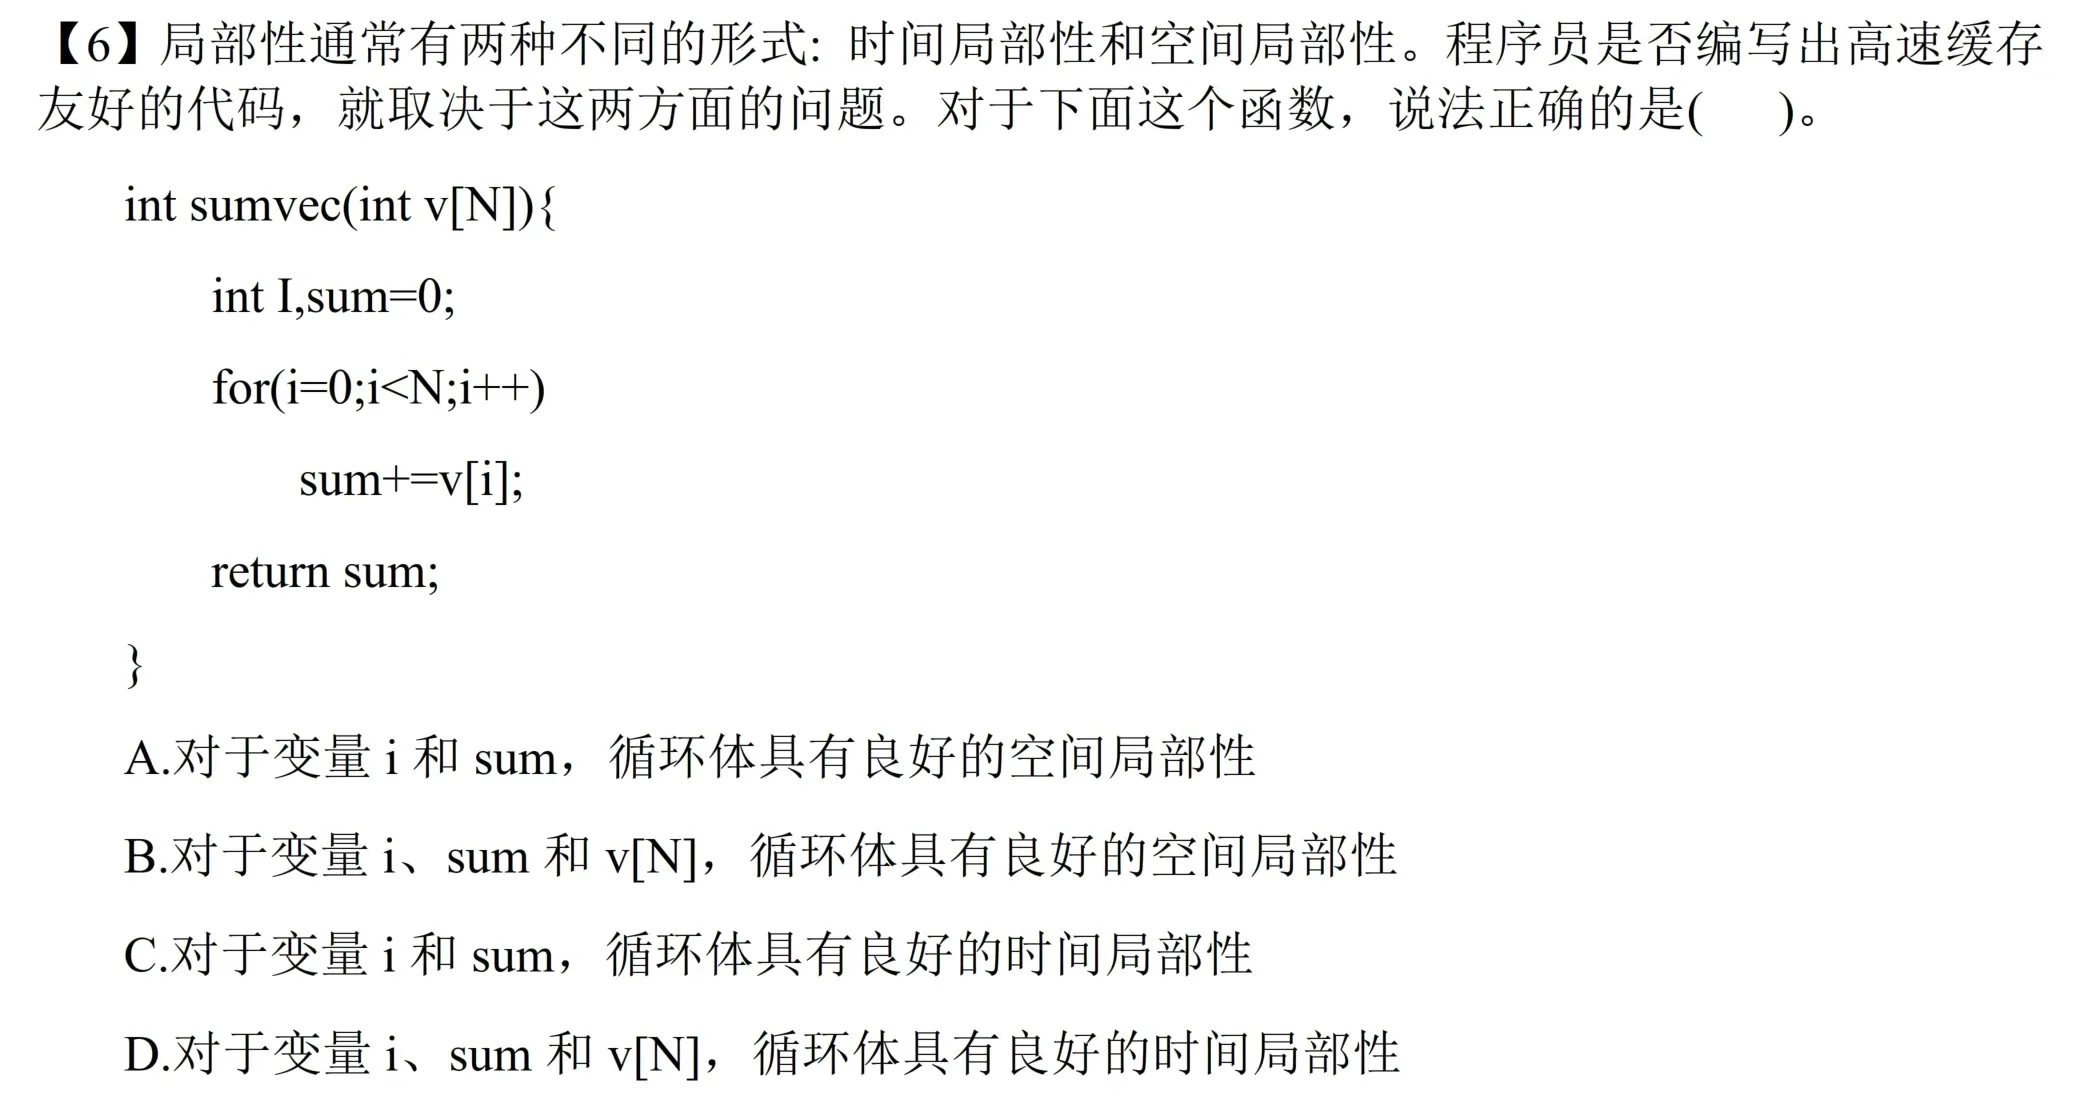 【6】局部性通常有两种不同的形式: 时间局部性和空间局部性。程序员是否编写出高速缓存
友好的代码，就取决于这两方面的问题。对于下面这个函数，说法正确的是(    )。
int sumvec(int v[N]){
int I,sum=0;
for(i=0;i<N;i++)
sum+=v[i];
return sum;
}
A.对于变量 i 和 sum，循环体具有良好的空间局部性
B.对于变量 i、sum 和 v[N]，循环体具有良好的空间局部性
C.对于变量 i 和 sum，循环体具有良好的时间局部性
D.对于变量 i、sum 和 v[N]，循环体具有良好的时间局部性